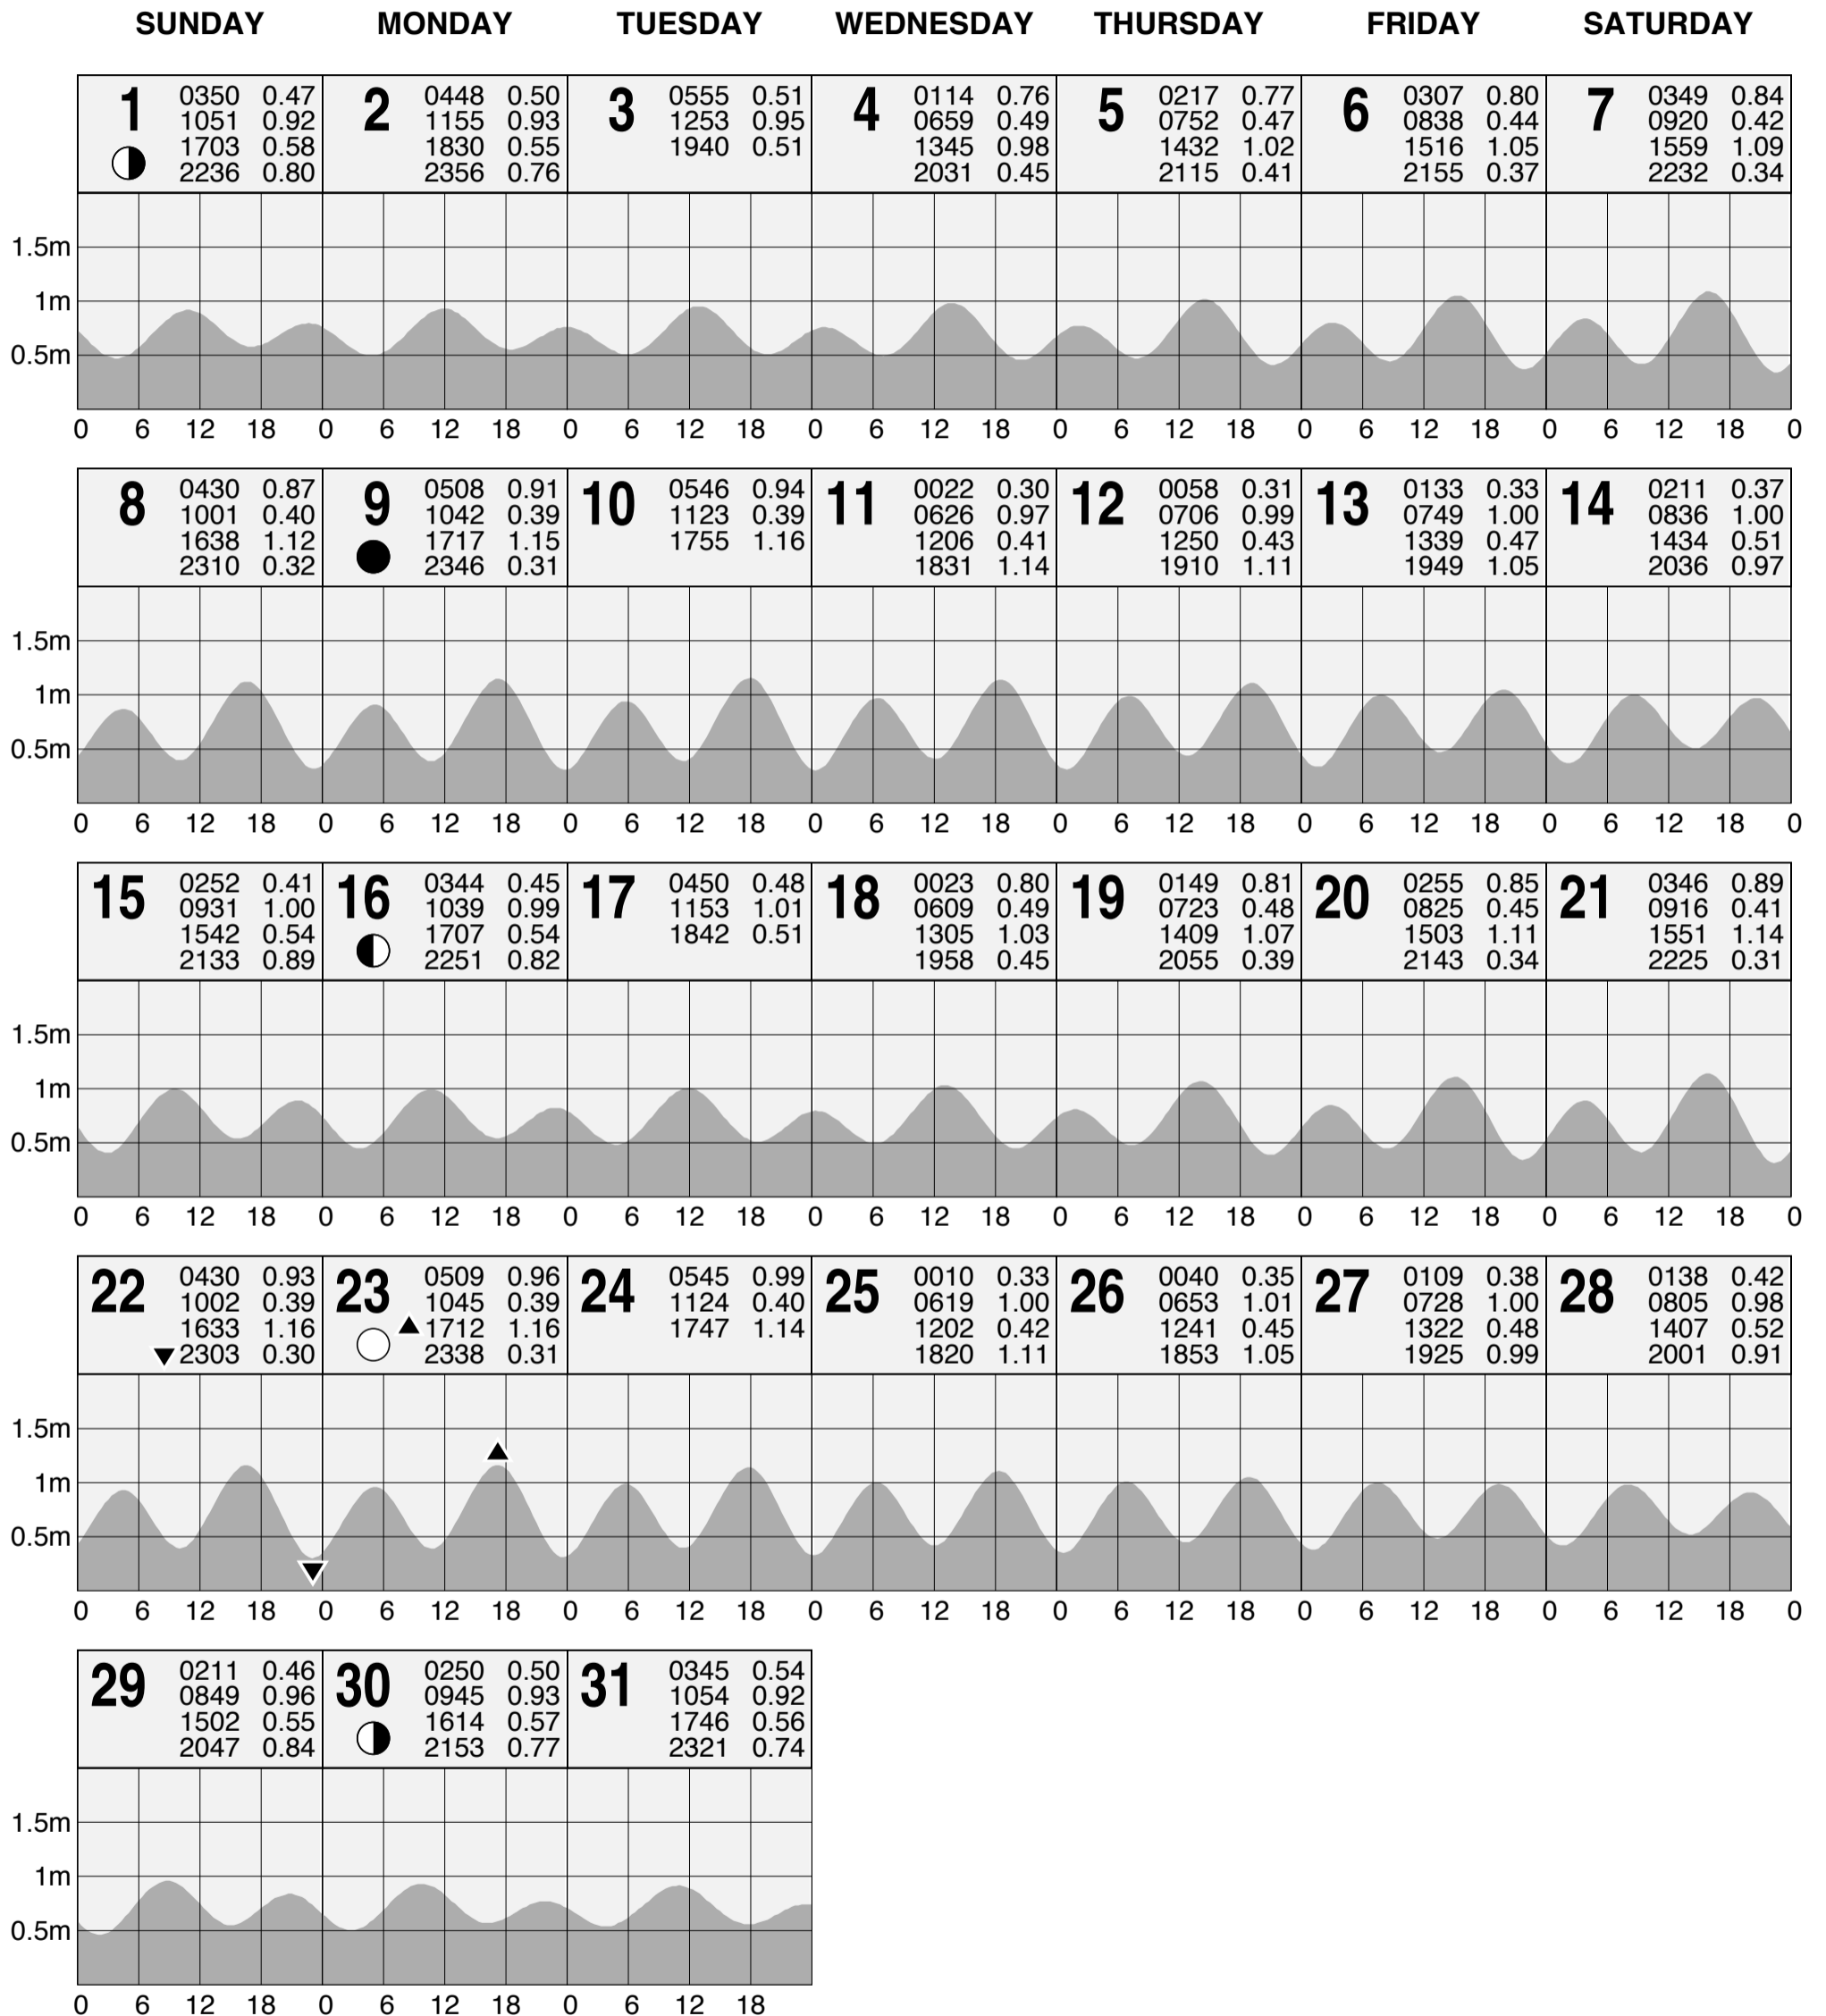 SUNDAY MONDAY TUESDAY WEDNESDAY THURSDAY FRIDAY SATURDAY
1 0350 0.47
1051 0.92
1703 0.58
2236 0.80
2 0448 0.50
1155 0.93
1830 0.55
2356 0.76
3 0555 0.51
1253 0.95
1940 0.51
4 0114 0.76
0659 0.49
1345 0.98
2031 0.45
5 0217 0.77
0752 0.47
1432 1.02
2115 0.41
6 0307 0.80
0838 0.44
1516 1.05
2155 0.37
7 0349 0.84
0920 0.42
1559 1.09
2232 0.34
1.5m
1m
0.5m
0 6 12 18 0 6 12 18 0 6 12 18 0 6 12 18 0 6 12 18 0 6 12 18 0 6 12 18 0
8 0430 0.87
1001 0.40
1638 1.12
2310 0.32
9 0508 0.91
1042 0.39
1717 1.15
2346 0.31
10 0546 0.94
1123 0.39
1755 1.16
11 0022 0.30
0626 0.97
1206 0.41
1831 1.14
12 0058 0.31
0706 0.99
1250 0.43
1910 1.11
13 0133 0.33
0749 1.00
1339 0.47
1949 1.05
14 0211 0.37
0836 1.00
1434 0.51
2036 0.97
1.5m
1m
0.5m
0 6 12 18 0 6 12 18 0 6 12 18 0 6 12 18 0 6 12 18 0 6 12 18 0 6 12 18 0
15 0252 0.41
0931 1.00
1542 0.54
2133 0.89
16 0344 0.45
1039 0.99
1707 0.54
2251 0.82
17 0450 0.48
1153 1.01
1842 0.51
18 0023 0.80
0609 0.49
1305 1.03
1958 0.45
19 0149 0.81
0723 0.48
1409 1.07
2055 0.39
20 0255 0.85
0825 0.45
1503 1.11
2143 0.34
21 0346 0.89
0916 0.41
1551 1.14
2225 0.31
1.5m
1m
0.5m
0 6 12 18 0 6 12 18 0 6 12 18 0 6 12 18 0 6 12 18 0 6 12 18 0 6 12 18 0
22 0430 0.93
1002 0.39
1633 1.16
2303 0.30
23 0509 0.96
1045 0.39
1712 1.16
2338 0.31
24 0545 0.99
1124 0.40
1747 1.14
25 0010 0.33
0619 1.00
1202 0.42
1820 1.11
26 0040 0.35
0653 1.01
1241 0.45
1853 1.05
27 0109 0.38
0728 1.00
1322 0.48
1925 0.99
28 0138 0.42
0805 0.98
1407 0.52
2001 0.91
1.5m
1m
0.5m
0 6 12 18 0 6 12 18 0 6 12 18 0 6 12 18 0 6 12 18 0 6 12 18 0 6 12 18 0
29 0211 0.46
0849 0.96
1502 0.55
2047 0.84
30 0250 0.50
0945 0.93
1614 0.57
2153 0.77
31 0345 0.54
1054 0.92
1746 0.56
2321 0.74
1.5m
1m
0.5m
0 6 12 18 0 6 12 18 0 6 12 18